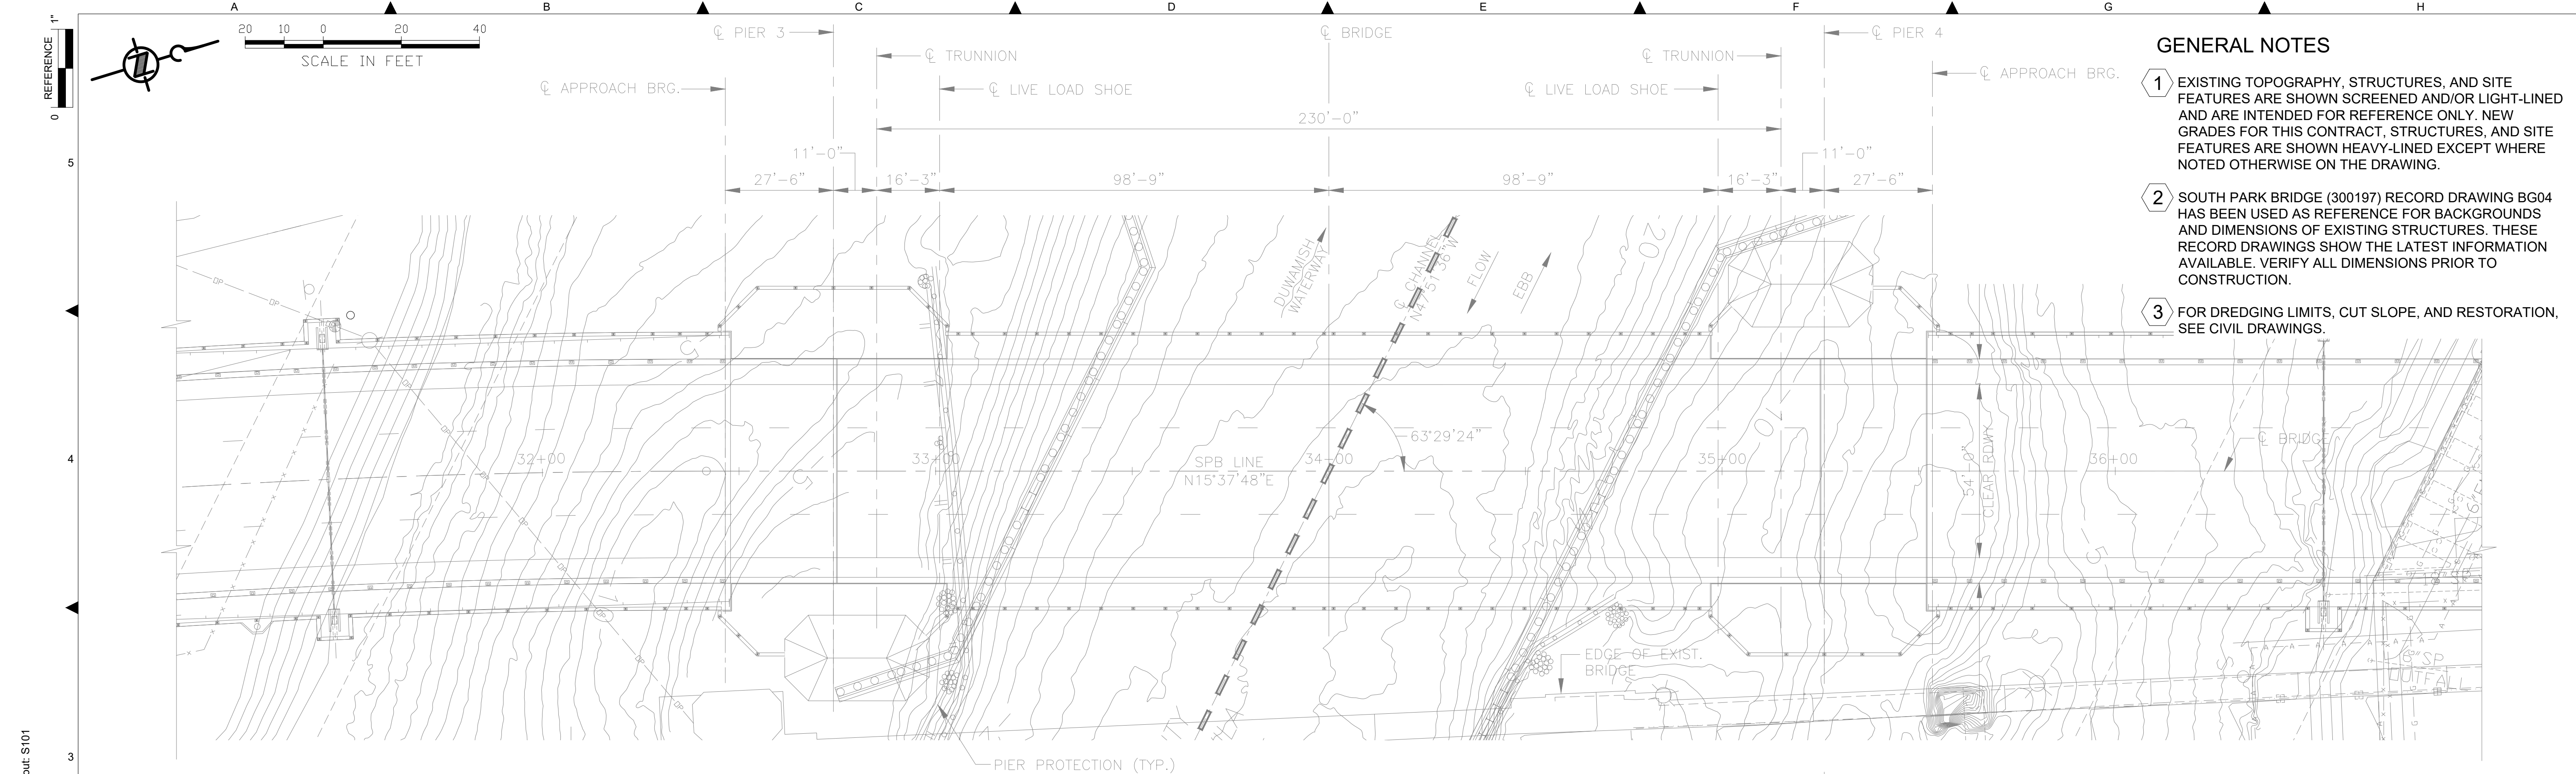 A B C D E F G H
1"
REFERENCE
0
20 10 0 20 40
SCALE IN FEET
℄ PIER 3
℄ BRIDGE
℄ PIER 4
℄ TRUNNION
℄ TRUNNION
℄ APPROACH BRG.
℄ LIVE LOAD SHOE
℄ LIVE LOAD SHOE
℄ APPROACH BRG.
230'-0"
11'-0"
11'-0"
27'-6"
16'-3"
98'-9"
98'-9"
16'-3"
27'-6"
GENERAL NOTES
1 EXISTING TOPOGRAPHY, STRUCTURES, AND SITE
FEATURES ARE SHOWN SCREENED AND/OR LIGHT-LINED
AND ARE INTENDED FOR REFERENCE ONLY. NEW
GRADES FOR THIS CONTRACT, STRUCTURES, AND SITE
FEATURES ARE SHOWN HEAVY-LINED EXCEPT WHERE
NOTED OTHERWISE ON THE DRAWING.
2 SOUTH PARK BRIDGE (300197) RECORD DRAWING BG04
HAS BEEN USED AS REFERENCE FOR BACKGROUNDS
AND DIMENSIONS OF EXISTING STRUCTURES. THESE
RECORD DRAWINGS SHOW THE LATEST INFORMATION
AVAILABLE. VERIFY ALL DIMENSIONS PRIOR TO
CONSTRUCTION.
3 FOR DREDGING LIMITS, CUT SLOPE, AND RESTORATION,
SEE CIVIL DRAWINGS.
5
4
3
DUWAMISH
WATERWAY
℄ CHANNEL
N47°51'36"W
FLOW
EBB
20
10
63°29'24"
32+00
33+00
34+00
35+00
36+00
SPB LINE
N15°37'48"E
54'-0"
CLEAR RDWY
℄ BRIDGE
5
5
EDGE OF EXIST.
BRIDGE
OUTFALL
PIER PROTECTION (TYP.)
out: S101